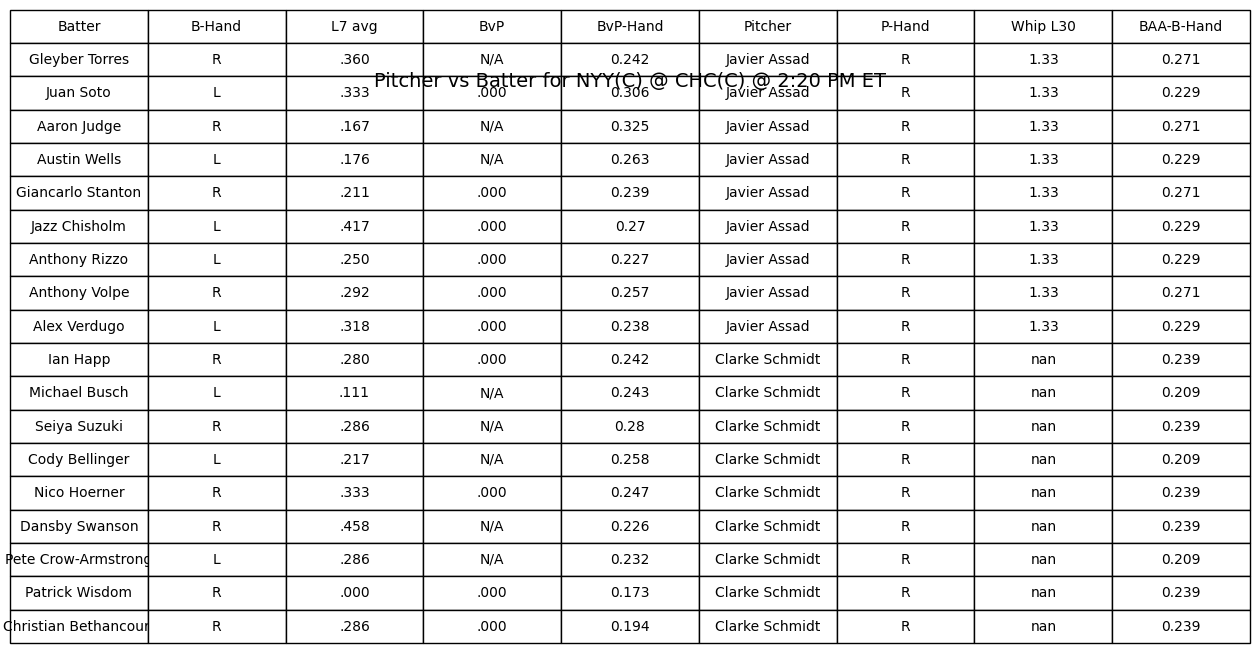 Batter B-Hand L7 avg BvP BvP-Hand Pitcher P-Hand Whip L30 BAA-B-Hand
Gleyber Torres R .360 N/A 0.242 Javier Assad R 1.33 0.271
Pitcher vs Batter for NYY(C) @ CHC(C) @ 2:20 PM ET
Juan Soto L .333 .000 0.306 Javier Assad R 1.33 0.229
Aaron Judge R .167 N/A 0.325 Javier Assad R 1.33 0.271
Austin Wells L .176 N/A 0.263 Javier Assad R 1.33 0.229
Giancarlo Stanton R .211 .000 0.239 Javier Assad R 1.33 0.271
Jazz Chisholm L .417 .000 0.27 Javier Assad R 1.33 0.229
Anthony Rizzo L .250 .000 0.227 Javier Assad R 1.33 0.229
Anthony Volpe R .292 .000 0.257 Javier Assad R 1.33 0.271
Alex Verdugo L .318 .000 0.238 Javier Assad R 1.33 0.229
Ian Happ R .280 .000 0.242 Clarke Schmidt R nan 0.239
Michael Busch L .111 N/A 0.243 Clarke Schmidt R nan 0.209
Seiya Suzuki R .286 N/A 0.28 Clarke Schmidt R nan 0.239
Cody Bellinger L .217 N/A 0.258 Clarke Schmidt R nan 0.209
Nico Hoerner R .333 .000 0.247 Clarke Schmidt R nan 0.239
Dansby Swanson R .458 N/A 0.226 Clarke Schmidt R nan 0.239
Pete Crow-Armstrong L .286 N/A 0.232 Clarke Schmidt R nan 0.209
Patrick Wisdom R .000 .000 0.173 Clarke Schmidt R nan 0.239
Christian Bethancour R .286 .000 0.194 Clarke Schmidt R nan 0.239